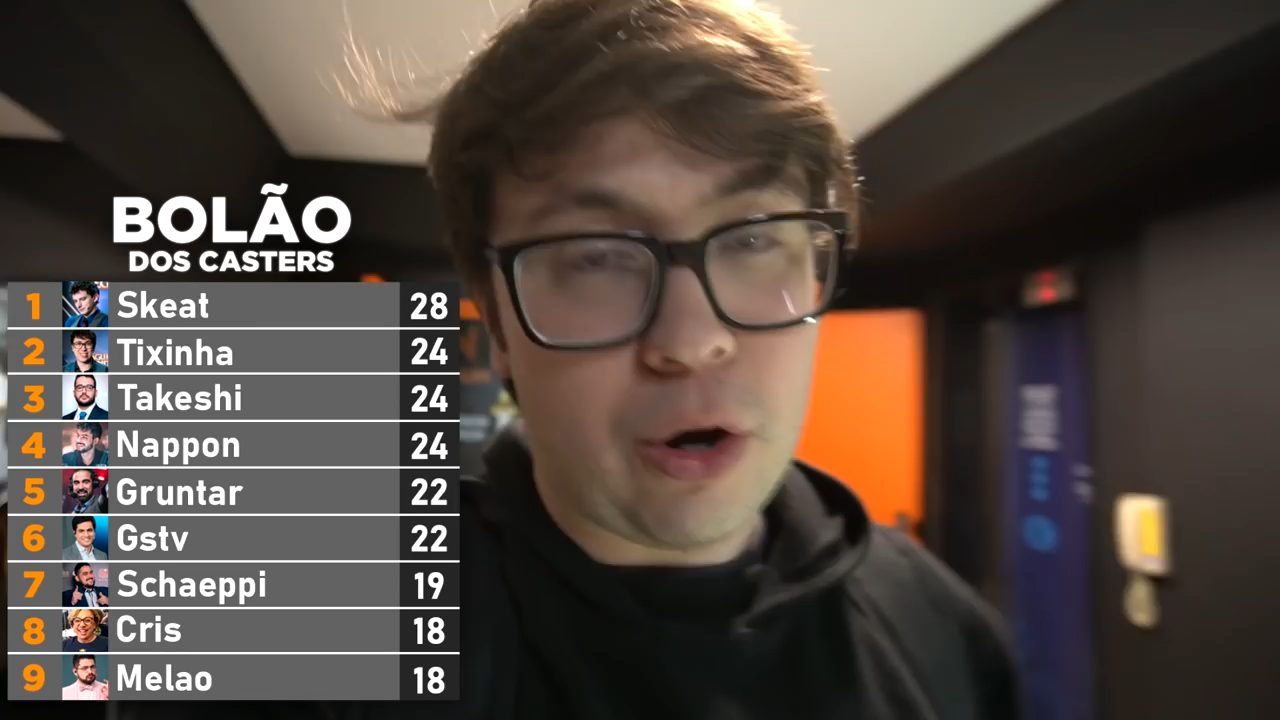 BOLÃO
DOS CASTERS
1 Skeat 28
2 Tixinha 24
3 Takeshi 24
4 Nappon 24
5 Gruntar 22
6 Gstv 22
7 Schaeppi 19
8 Cris 18
9 Melao 18